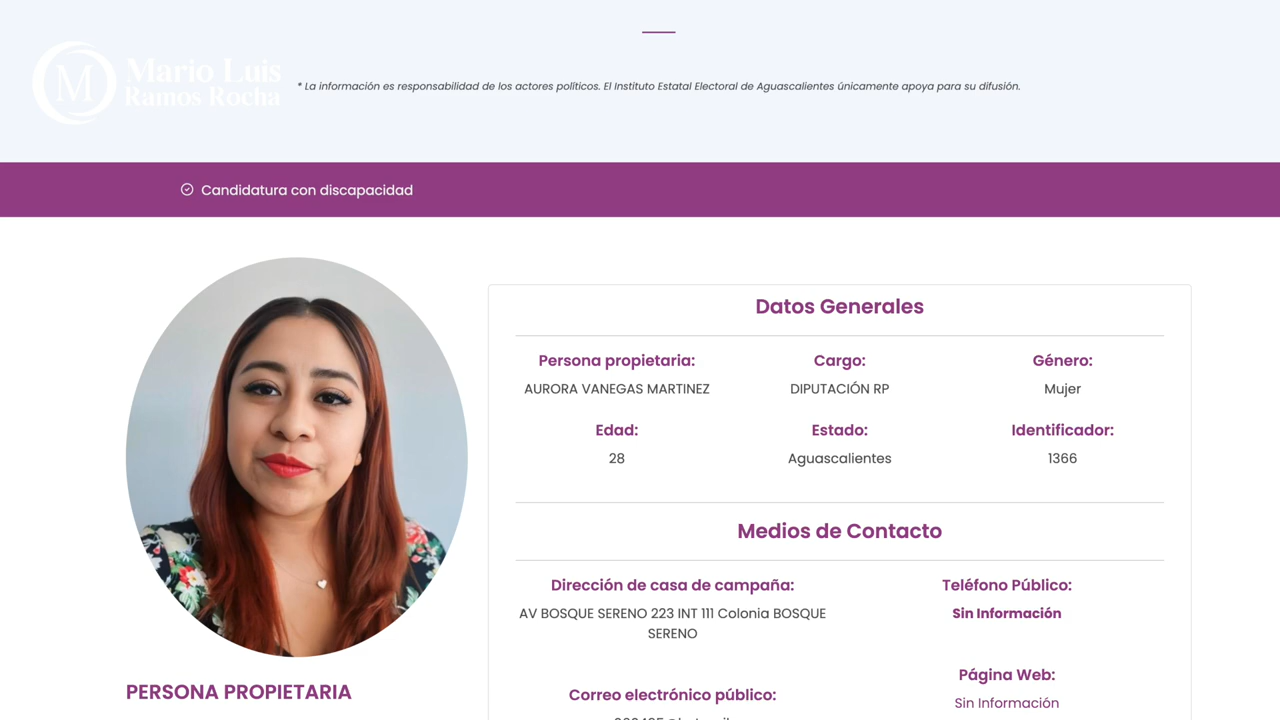 M
Mario Luis
Ramos Rocha
* La información es responsabilidad de los actores políticos. El Instituto Estatal Electoral de Aguascalientes únicamente apoya para su difusión.
Candidatura con discapacidad
Datos Generales
Persona propietaria: Cargo: Género:
AURORA VANEGAS MARTINEZ DIPUTACIÓN RP Mujer
Edad: Estado: Identificador:
28 Aguascalientes 1366
Medios de Contacto
Dirección de casa de campaña: Teléfono Público:
AV BOSQUE SERENO 223 INT 111 Colonia BOSQUE Sin Información
SERENO
Página Web:
Correo electrónico público:
Sin Información
PERSONA PROPIETARIA